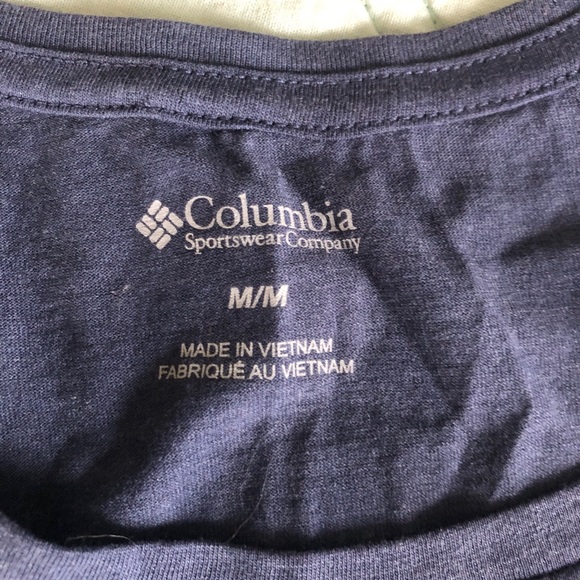 Columbia
Sportswear Company
M/M
MADE IN VIETNAM
FABRIQUÉ AU VIETNAM